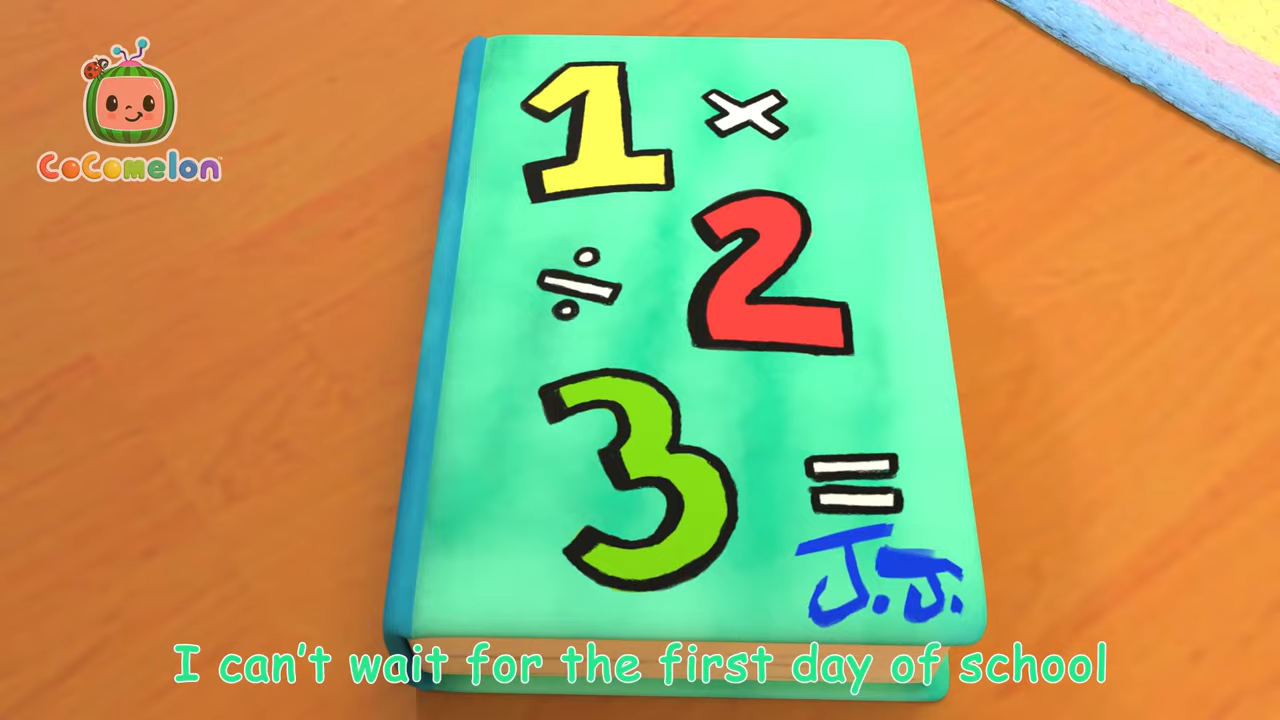 CoComelon
1 ×
÷ 2
3 =
J.J.
I can't wait for the first day of school